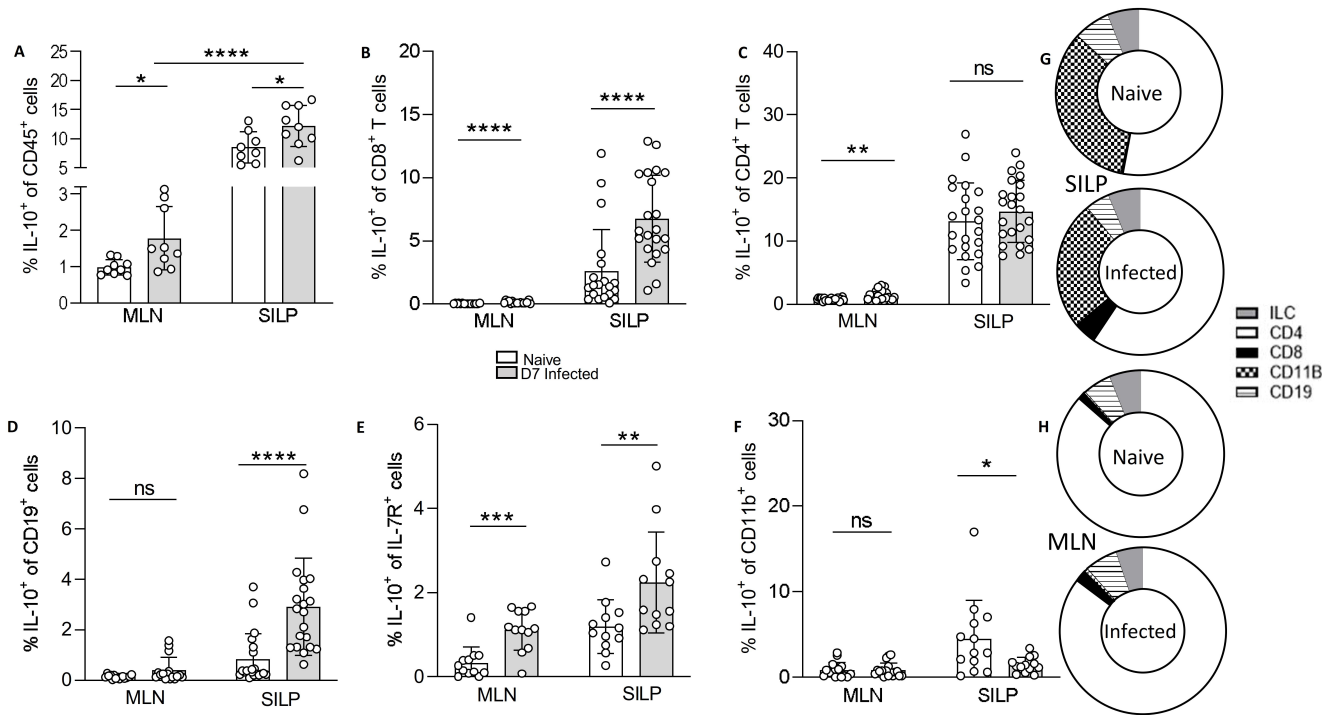 A
% IL-10+ of CD45+ cells
25
20
15
10
5
3
2
1
0
*
****
*
MLN
SILP
B
% IL-10+ of CD8+ T cells
20
15
10
5
0
****
****
MLN
SILP
C
% IL-10+ of CD4+ T cells
40
30
20
10
0
**
ns
MLN
SILP
Naive
D7 Infected
G
Naive
SILP
Infected
ILC
CD4
CD8
CD11B
CD19
D
% IL-10+ of CD19+ cells
10
8
6
4
2
0
ns
****
MLN
SILP
E
% IL-10+ of IL-7R+ cells
6
4
2
0
***
**
MLN
SILP
F
% IL-10+ of CD11b+ cells
30
20
10
0
ns
*
MLN
SILP
H
Naive
MLN
Infected